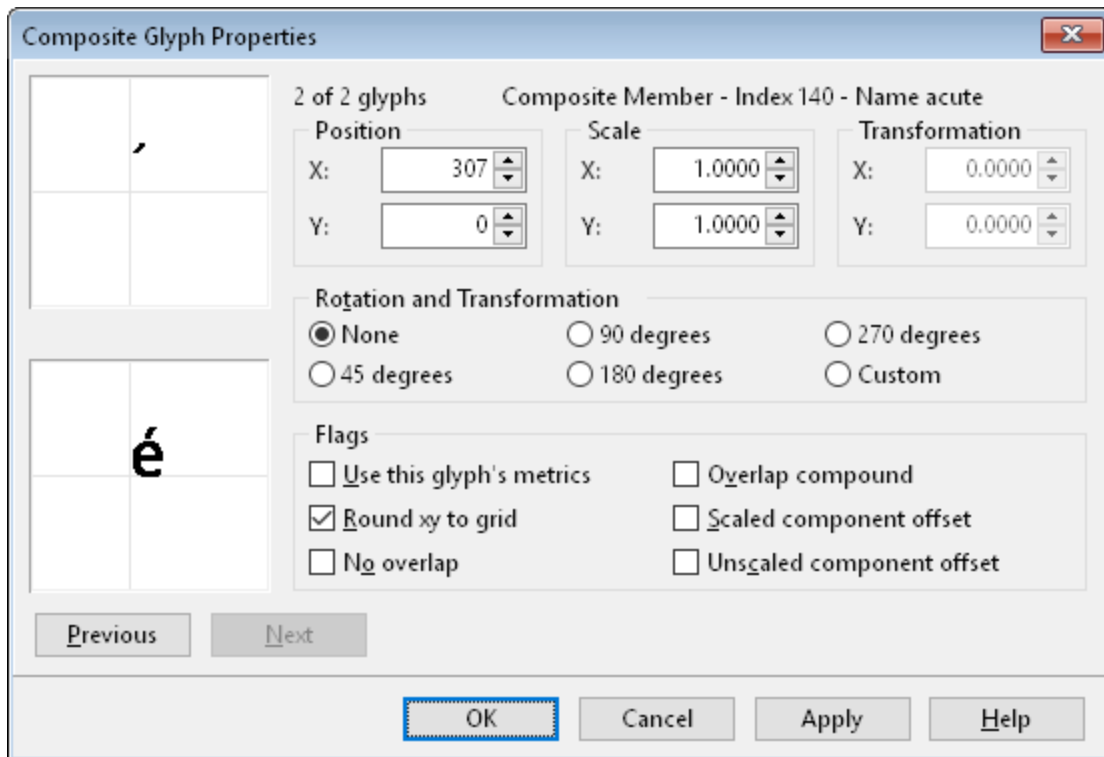 Composite Glyph Properties
2 of 2 glyphs Composite Member - Index 140 - Name acute
Position Scale Transformation
X: 307 X: 1.0000 X: 0.0000
Y: 0 Y: 1.0000 Y: 0.0000
Rotation and Transformation
None 90 degrees 270 degrees
45 degrees 180 degrees Custom
é
Flags
Use this glyph's metrics Overlap compound
Round xy to grid Scaled component offset
No overlap Unscaled component offset
Previous Next
OK Cancel Apply Help